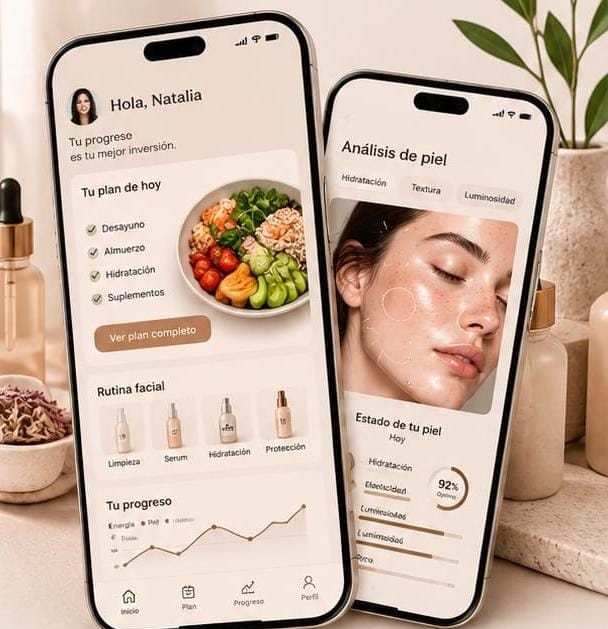 Hola, Natalia
Tu progrese
es tu mejor inversión.
Tu plan de hoy
Desayuno
Almuerzo
Hidratación
Suplementos
Ver plan completo
Rutina facial
Limpieza
Serum
Hidratación
Protección
Tu progreso
Energía
Inicio
Plan
Progreso
Perfil
Análisis de piel
Hidratación
Textura
Luminosidad
Estado de tu piel
Hoy
Hidratación
92%